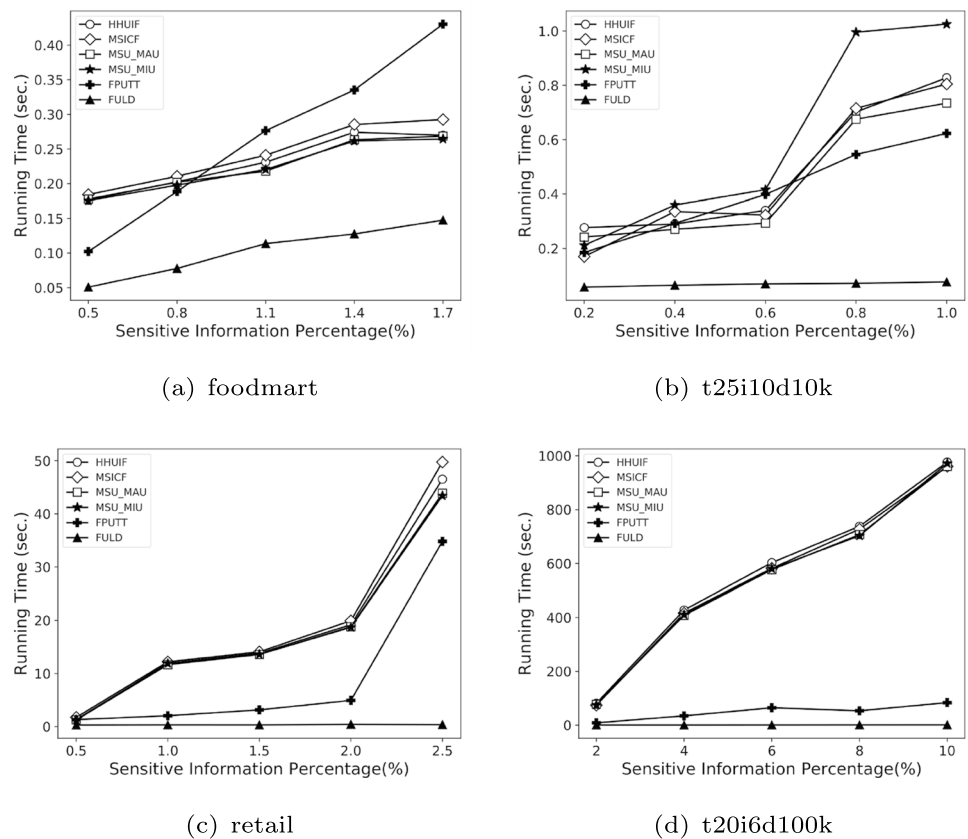 HHUIF
MSICF
MSU_MAU
MSU_MIU
FPUTT
FULD
Running Time (sec.)
0.40
0.35
0.30
0.25
0.20
0.15
0.10
0.05
0.5 0.8 1.1 1.4 1.7
Sensitive Information Percentage(%)
(a) foodmart
HHUIF
MSICF
MSU_MAU
MSU_MIU
FPUTT
FULD
Running Time (sec.)
1.0
0.8
0.6
0.4
0.2
0.2 0.4 0.6 0.8 1.0
Sensitive Information Percentage(%)
(b) t25i10d10k
HHUIF
MSICF
MSU_MAU
MSU_MIU
FPUTT
FULD
Running Time (sec.)
50
40
30
20
10
0
0.5 1.0 1.5 2.0 2.5
Sensitive Information Percentage(%)
(c) retail
HHUIF
MSICF
MSU_MAU
MSU_MIU
FPUTT
FULD
Running Time (sec.)
1000
800
600
400
200
0
2 4 6 8 10
Sensitive Information Percentage(%)
(d) t20i6d100k